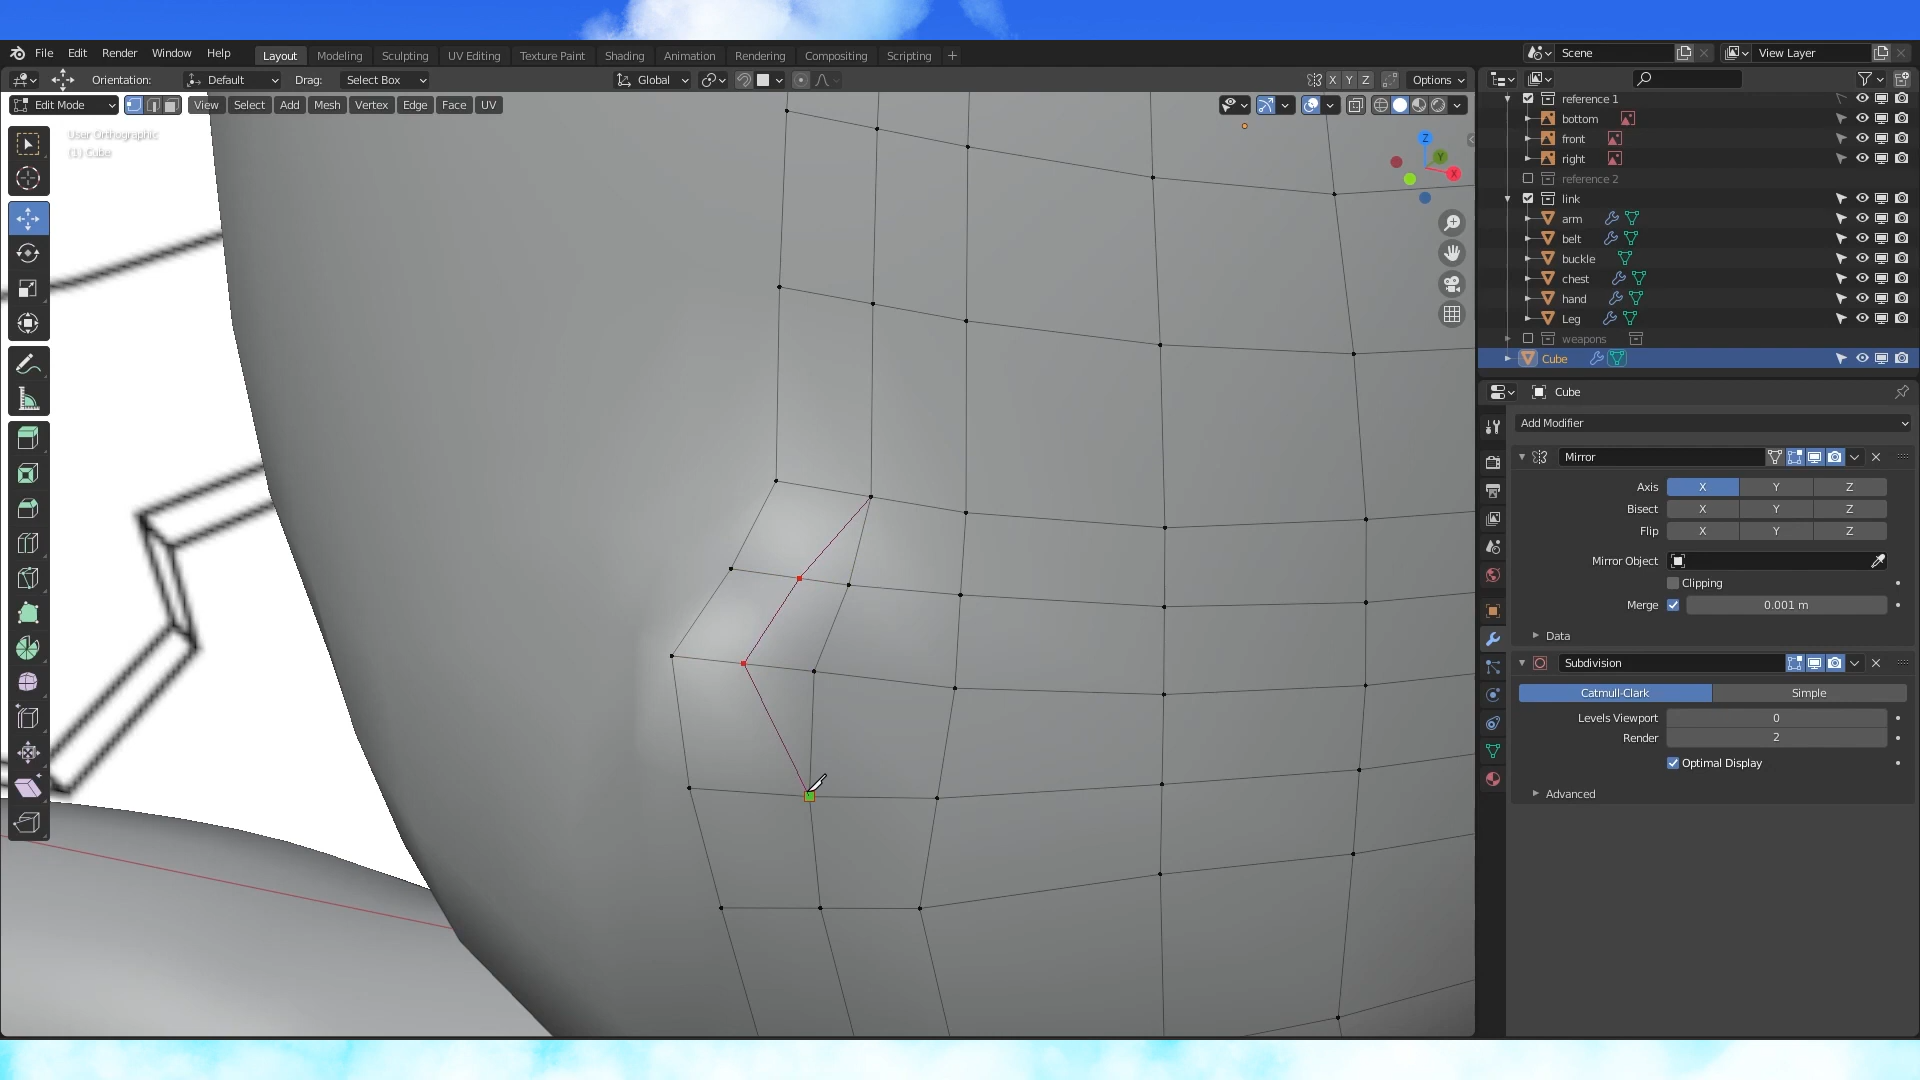 File Edit Render Window Help
Layout Modeling Sculpting UV Editing Texture Paint Shading Animation Rendering Compositing Scripting +
Scene
View Layer
Orientation: Default Drag: Select Box
Global
X Y Z Options
Edit Mode View Select Add Mesh Vertex Edge Face UV
User Orthographic
(1) Cube
Z
Y
X
reference 1
bottom
front
right
reference 2
link
arm
belt
buckle
chest
hand
Leg
weapons
Cube
Cube
Add Modifier
Mirror
Axis X Y Z
Bisect X Y Z
Flip X Y Z
Mirror Object
Clipping
Merge 0.001 m
Data
Subdivision
Catmull-Clark Simple
Levels Viewport 0
Render 2
Optimal Display
Advanced